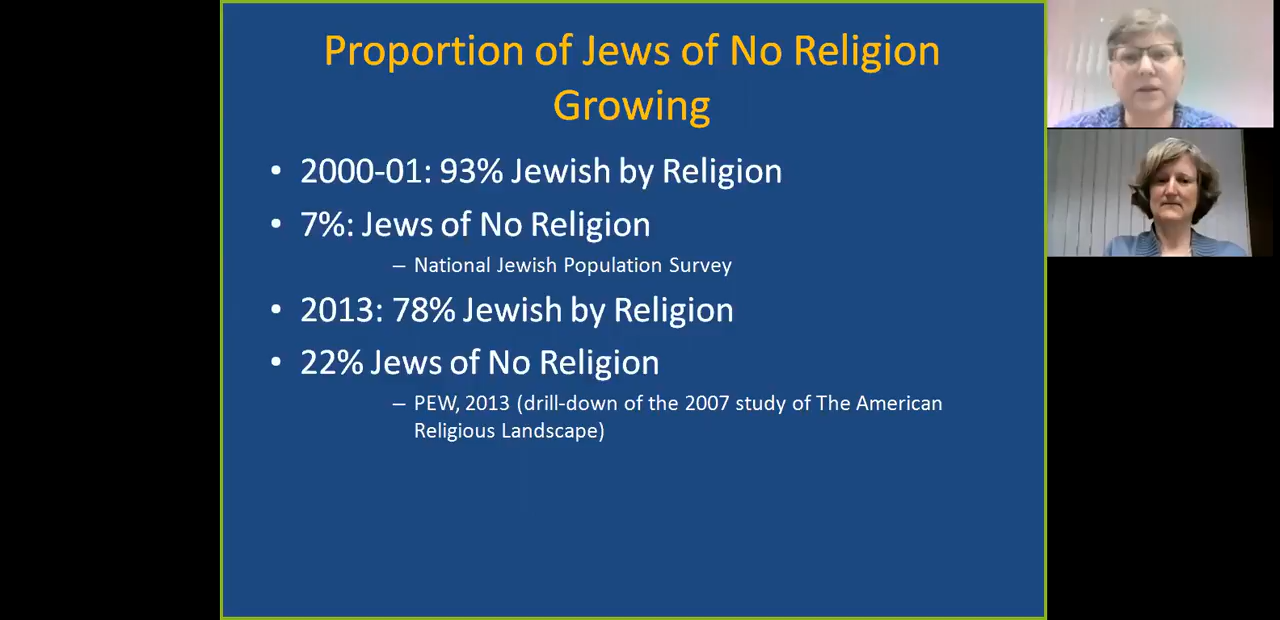 Proportion of Jews of No Religion
Growing
• 2000-01: 93% Jewish by Religion
• 7%: Jews of No Religion
– National Jewish Population Survey
• 2013: 78% Jewish by Religion
• 22% Jews of No Religion
– PEW, 2013 (drill-down of the 2007 study of The American
Religious Landscape)